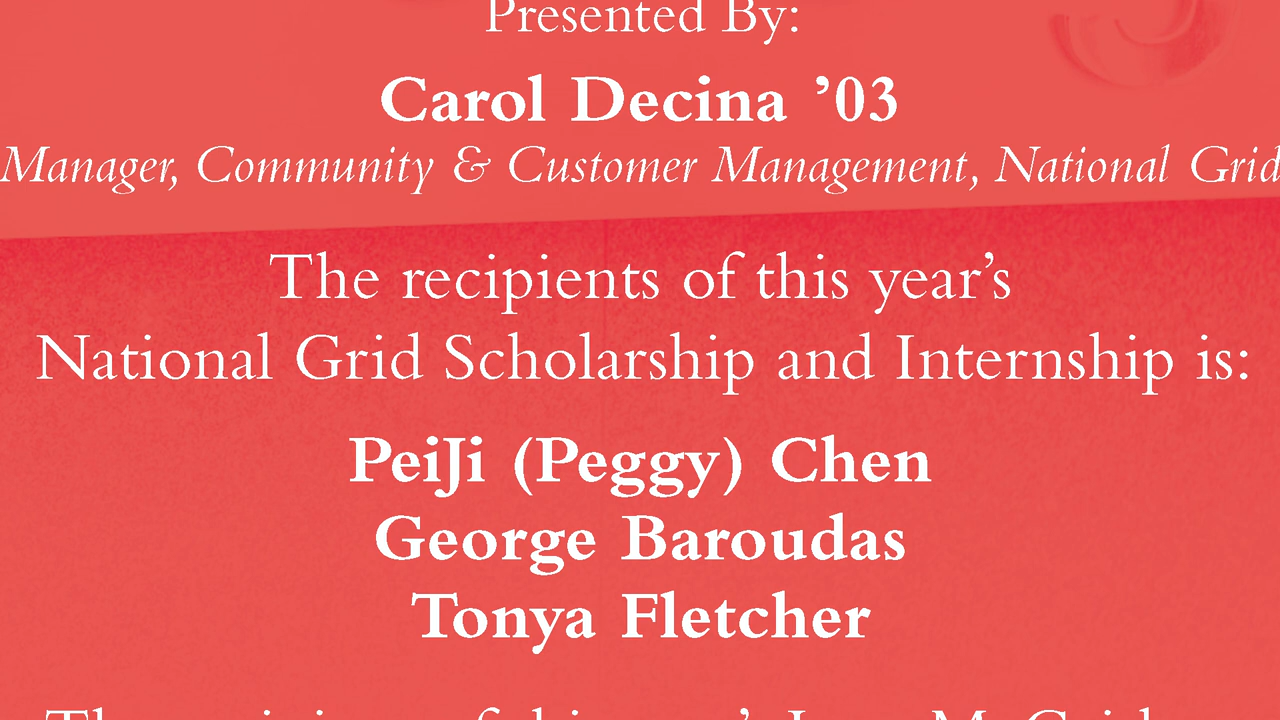 Presented By:
Carol Decina ’03
Manager, Community & Customer Management, National Grid
The recipients of this year’s
National Grid Scholarship and Internship is:
PeiJi (Peggy) Chen
George Baroudas
Tonya Fletcher